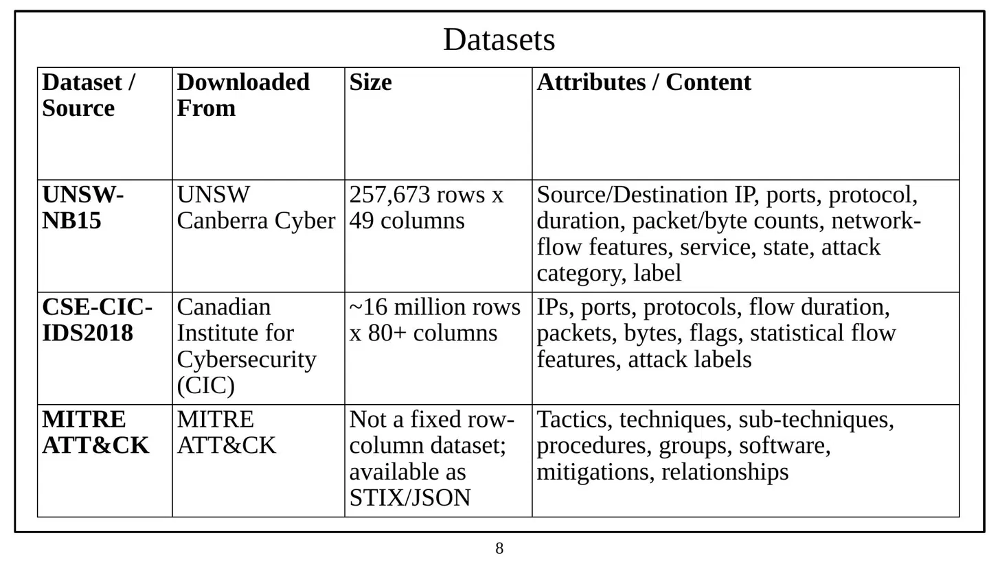 Datasets
Dataset /
Source
Downloaded
From
Size
Attributes / Content
UNSW-
NB15
UNSW
Canberra Cyber
257,673 rows x
49 columns
Source/Destination IP, ports, protocol,
duration, packet/byte counts, network-
flow features, service, state, attack
category, label
CSE-CIC-
IDS2018
Canadian
Institute for
Cybersecurity
(CIC)
~16 million rows
x 80+ columns
IPs, ports, protocols, flow duration,
packets, bytes, flags, statistical flow
features, attack labels
MITRE
ATT&CK
MITRE
ATT&CK
Not a fixed row-
column dataset;
available as
STIX/JSON
Tactics, techniques, sub-techniques,
procedures, groups, software,
mitigations, relationships
8